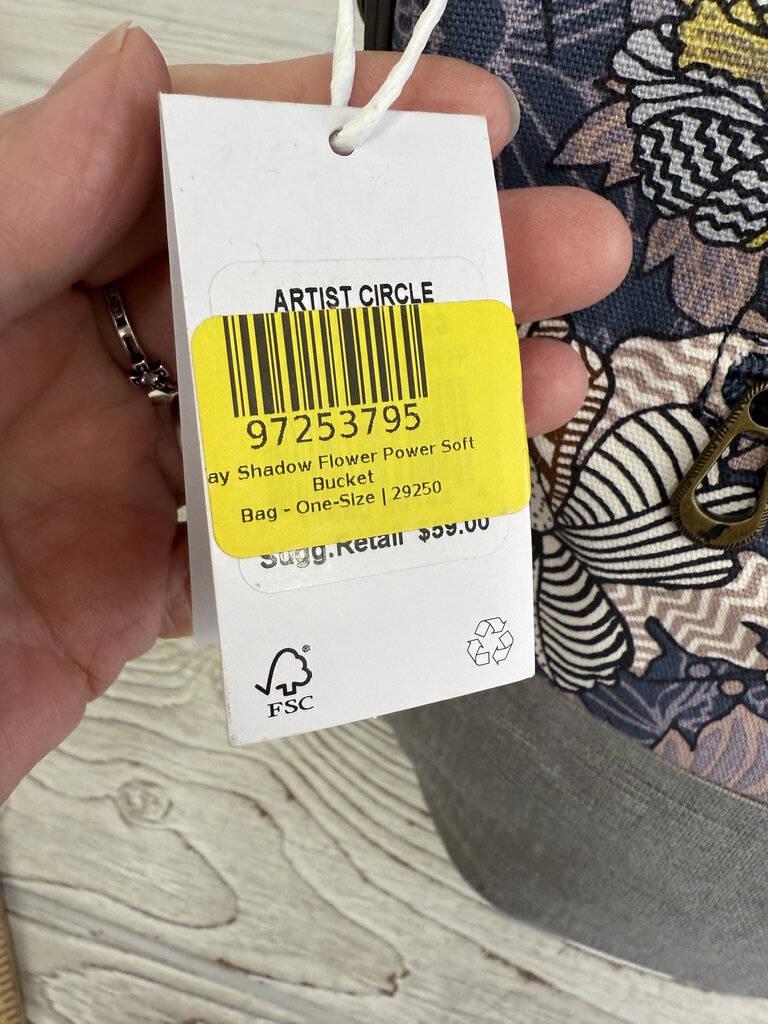 ARTIST CIRCLE
97253795
ay Shadow Flower Power Soft
Bucket
Bag - One-Size | 29250
Sugg.Retail $59.00
FSC